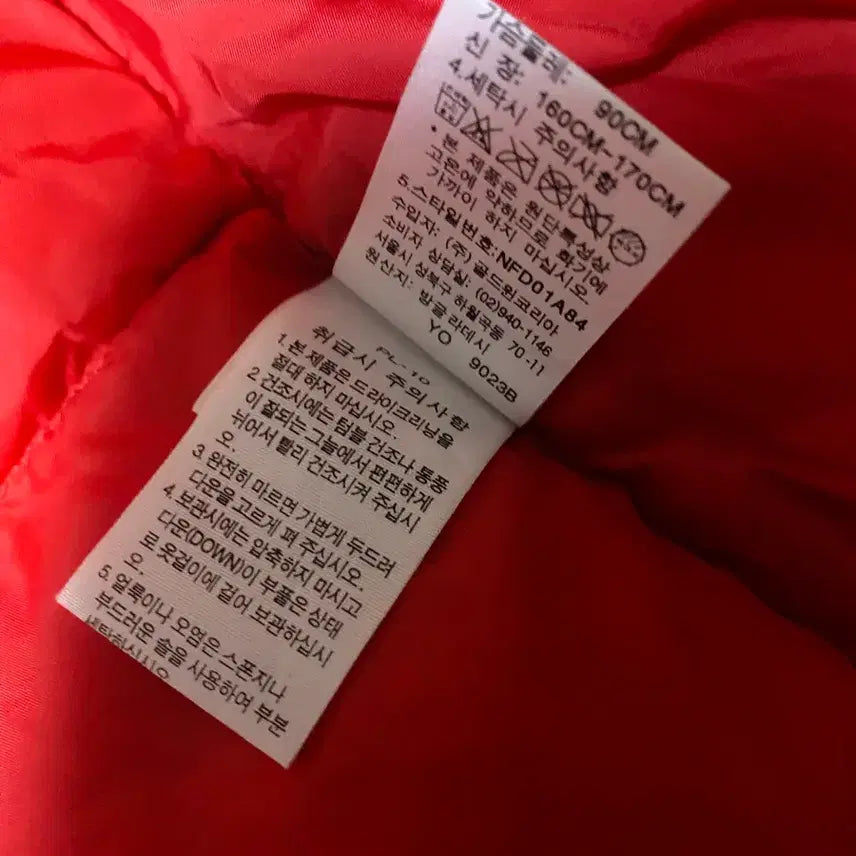 가슴둘레: 90CM
신 장: 160CM-170CM
4.세탁시 주의사항
* 본 제품은 원단특성상
고온에 약하므로 화기에
가까이 하지 마십시오.
5.스타일번호:NFD01A84
수입자: (주) 골드윈코리아
소비자 상담실: (02)940-1146
서울시 성북구 하월곡동 70-11
원산지: 방글라데시
YO 9023B
PL-10
취급시 주의사항
1.본 제품은 드라이크리닝을
절대 하지 마십시오.
2.건조시에는 텀블 건조나 통풍
이 잘되는 그늘에서 편편하게
뉘어서 빨리 건조시켜 주십시
오.
3.완전히 마르면 가볍게 두드려
다운을 고르게 펴 주십시오.
4.보관시에는 압축하지 마시고
다운(DOWN)이 부풀은 상태
로 옷걸이에 걸어 보관하십시
오.
5.얼룩이나 오염은 스폰지나
부드러운 솔을 사용하여 부분
세탁하십시오